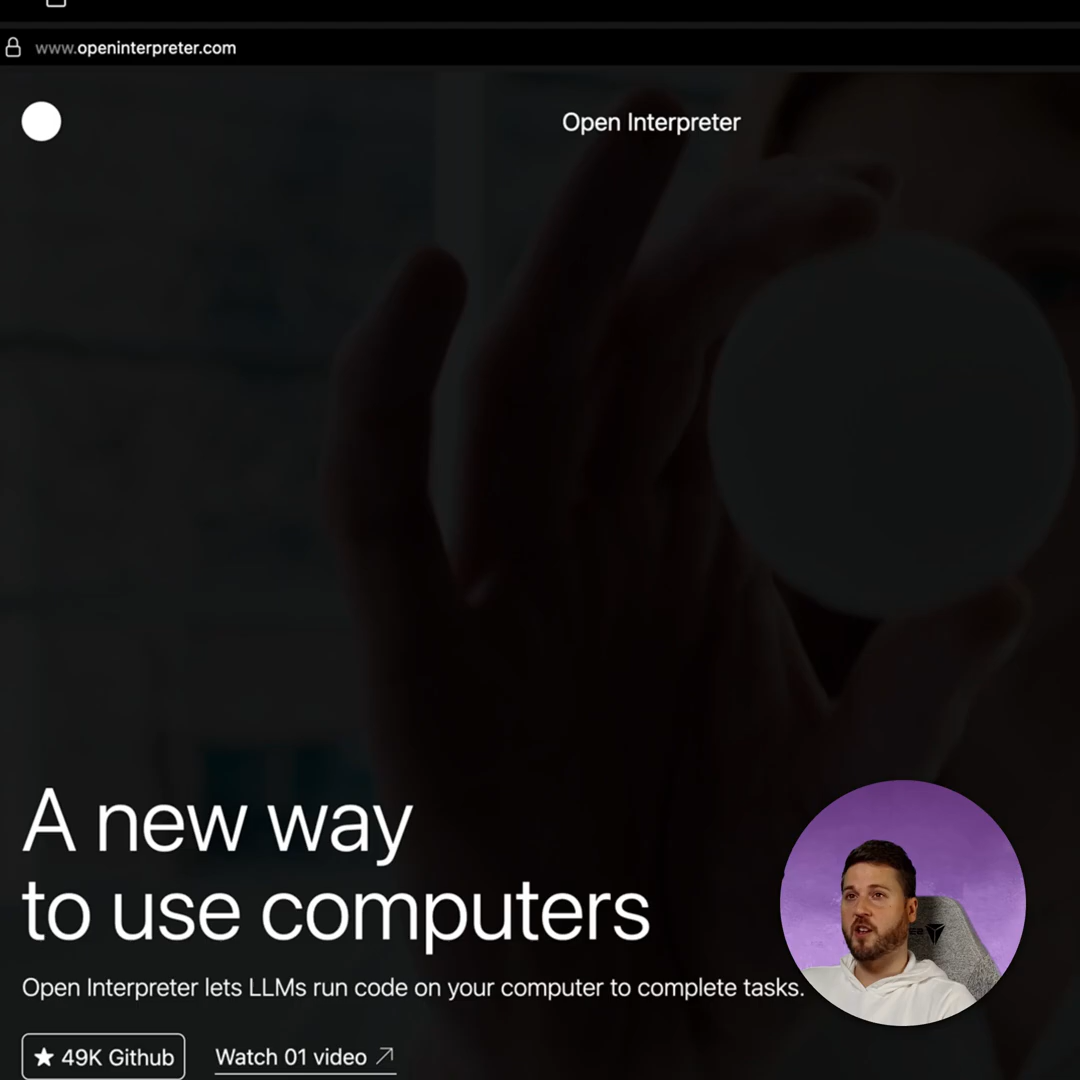 www.openinterpreter.com
Open Interpreter
A new way
to use computers
Open Interpreter lets LLMs run code on your computer to complete tasks.
★ 49K Github
Watch 01 video ↗